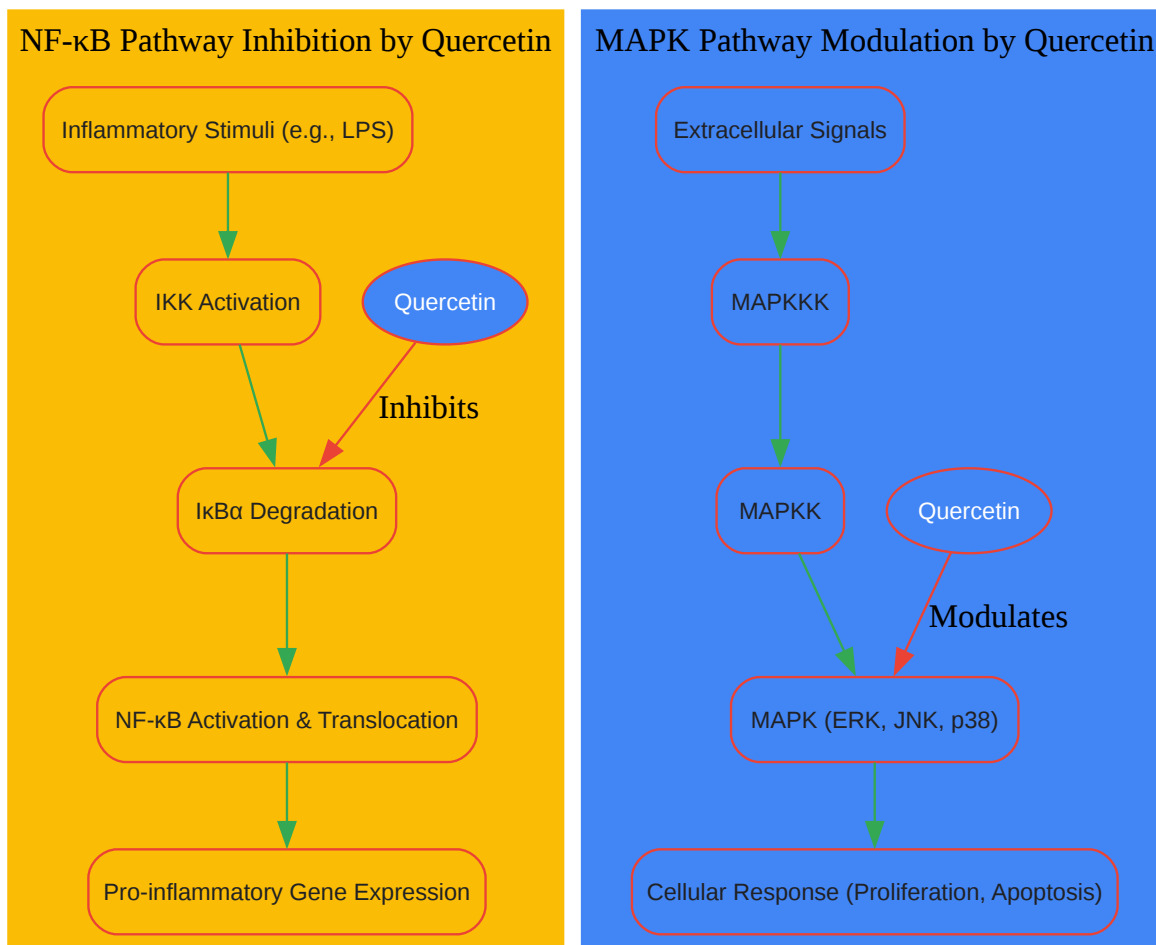 NF-κB Pathway Inhibition by Quercetin
Inflammatory Stimuli (e.g., LPS)
IKK Activation
Quercetin
Inhibits
IκBα Degradation
NF-κB Activation & Translocation
Pro-inflammatory Gene Expression
MAPK Pathway Modulation by Quercetin
Extracellular Signals
MAPKKK
MAPKK
Quercetin
Modulates
MAPK (ERK, JNK, p38)
Cellular Response (Proliferation, Apoptosis)